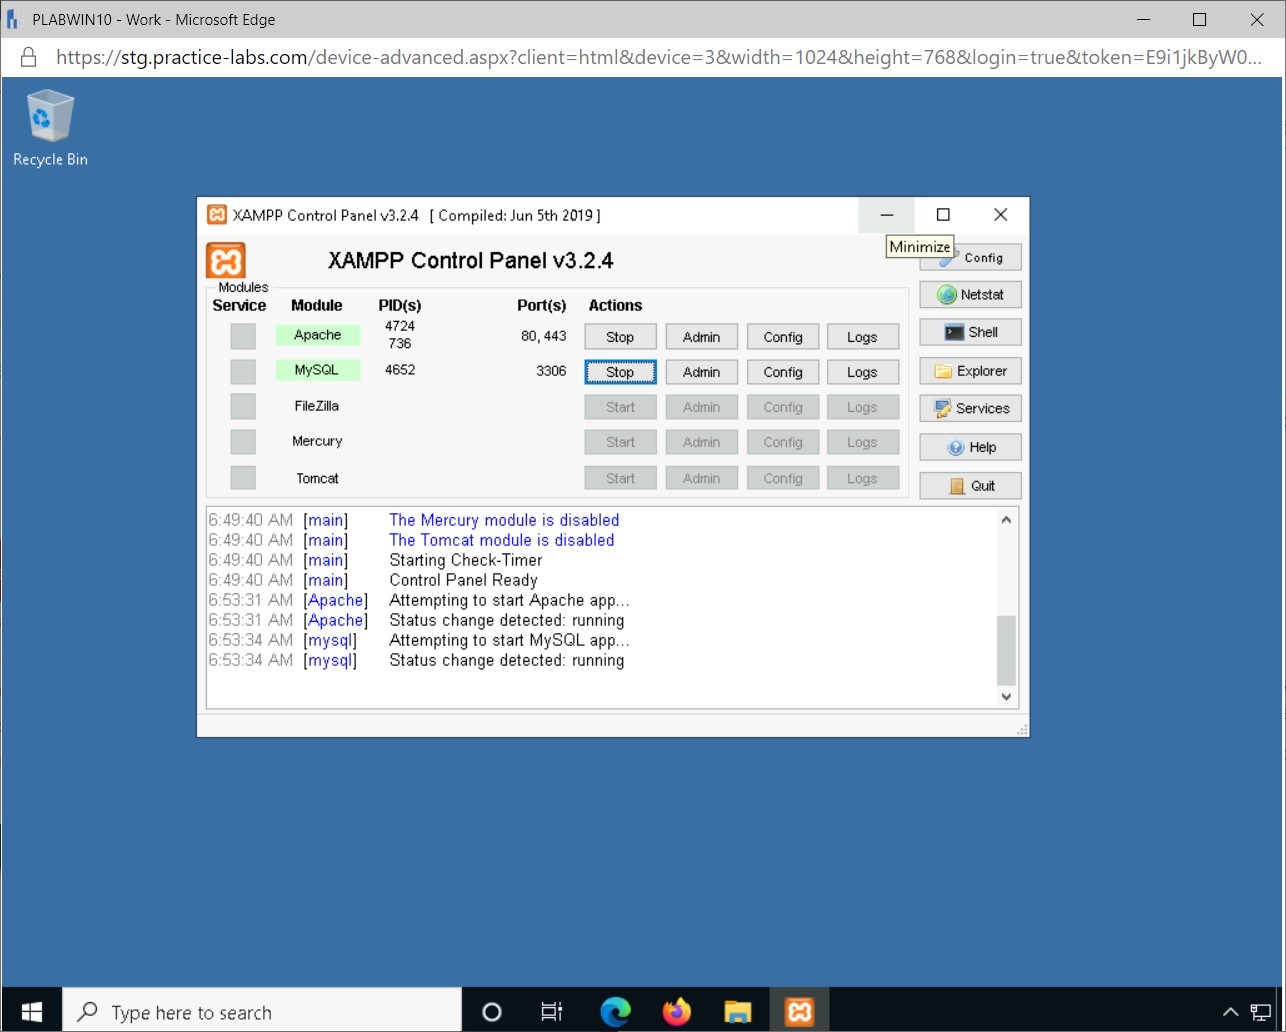 PLABWIN10 - Work - Microsoft Edge
https://stg.practice-labs.com/device-advanced.aspx?client=html&device=3&width=1024&height=768&login=true&token=E9i1jkByW0...
Recycle Bin
XAMPP Control Panel v3.2.4 [ Compiled: Jun 5th 2019 ]
Minimize
XAMPP Control Panel v3.2.4
Config
Modules
Service Module PID(s) Port(s) Actions
Netstat
Apache 4724 736 80, 443 Stop Admin Config Logs
Shell
MySQL 4652 3306 Stop Admin Config Logs
Explorer
FileZilla Start Admin Config Logs
Services
Mercury Start Admin Config Logs
Help
Tomcat Start Admin Config Logs
Quit
6:49:40 AM [main] The Mercury module is disabled
6:49:40 AM [main] The Tomcat module is disabled
6:49:40 AM [main] Starting Check-Timer
6:49:40 AM [main] Control Panel Ready
6:53:31 AM [Apache] Attempting to start Apache app...
6:53:31 AM [Apache] Status change detected: running
6:53:34 AM [mysql] Attempting to start MySQL app...
6:53:34 AM [mysql] Status change detected: running
Type here to search